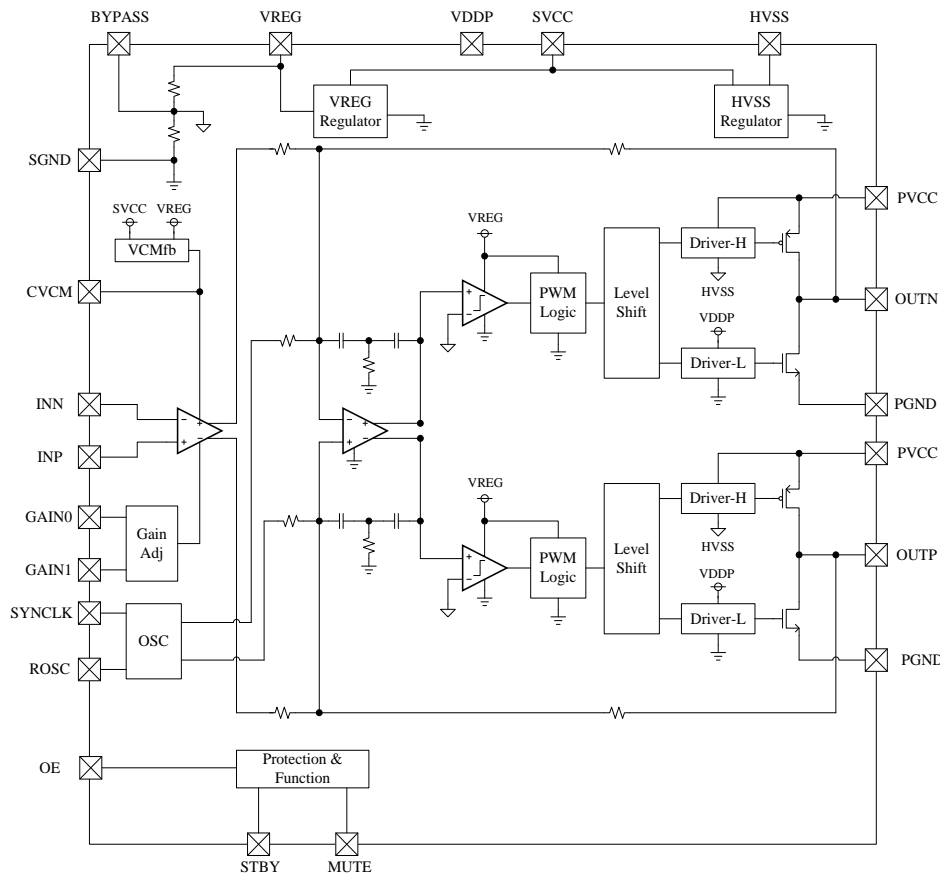 BYPASS
VREG
VDDP
SVCC
HVSS
VREG
Regulator
HVSS
Regulator
SGND
PVCC
SVCC
VREG
VCMfb
VREG
Driver-H
HVSS
CVCM
PWM
Logic
Level
Shift
OUTN
VDDP
Driver-L
INN
PGND
INP
PVCC
VREG
GAIN0
Gain
Adj
Driver-H
HVSS
GAIN1
PWM
Logic
Level
Shift
OUTP
VDDP
SYNCLK
OSC
Driver-L
ROSC
PGND
OE
Protection &
Function
STBY
MUTE